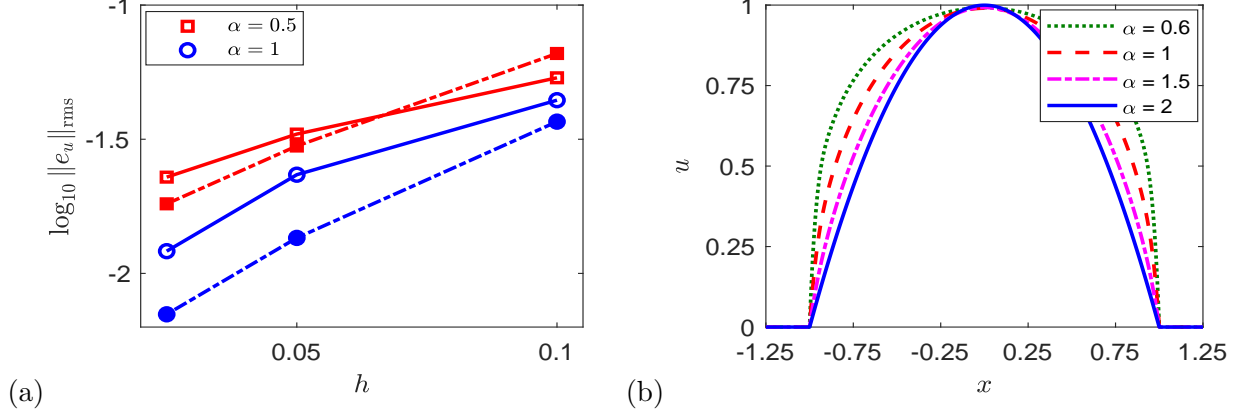 α = 0.5
α = 1
-1
-1.5
-2
log₁₀ ||eᵤ||ᵣₘₛ
0.05
0.1
h
(a)
α = 0.6
α = 1
α = 1.5
α = 2
1
0.75
0.5
0.25
0
u
-1.25
-0.75
-0.25
0.25
0.75
1.25
x
(b)